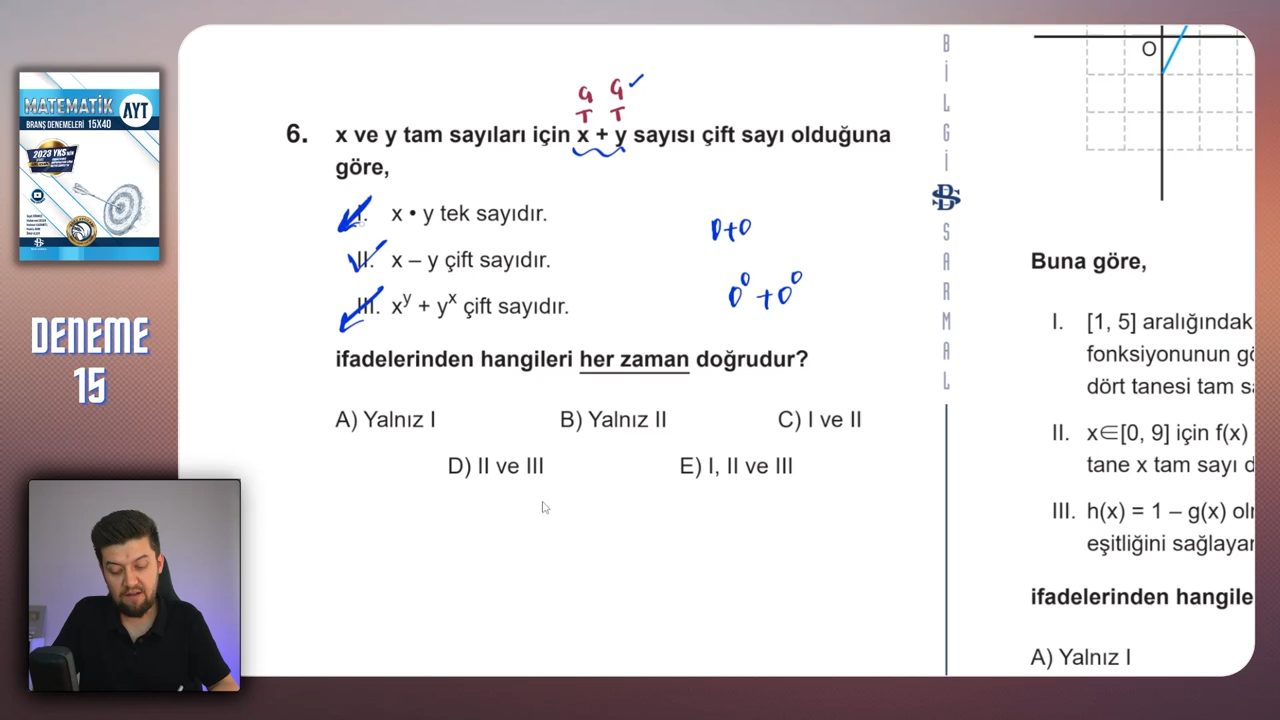 MATEMATİK
AYT
BRANŞ DENEMELERİ 15X40
DENEME
15
Ç Ç
T T
6. x ve y tam sayıları için x + y sayısı çift sayı olduğuna
göre,
I. x • y tek sayıdır.
II. x – y çift sayıdır.
III. x^y + y^x çift sayıdır.
0+0
0^0 + 0^0
ifadelerinden hangileri her zaman doğrudur?
A) Yalnız I B) Yalnız II C) I ve II
D) II ve III E) I, II ve III
BİLGİ SARMAL
O
Buna göre,
I. [1, 5] aralığındak
fonksiyonunun
dört tanesi tam
II. x∈[0, 9] için f(x)
tane x tam sayı
III. h(x) = 1 – g(x)
eşitliğini sağlayan
ifadelerinden hangile
A) Yalnız I